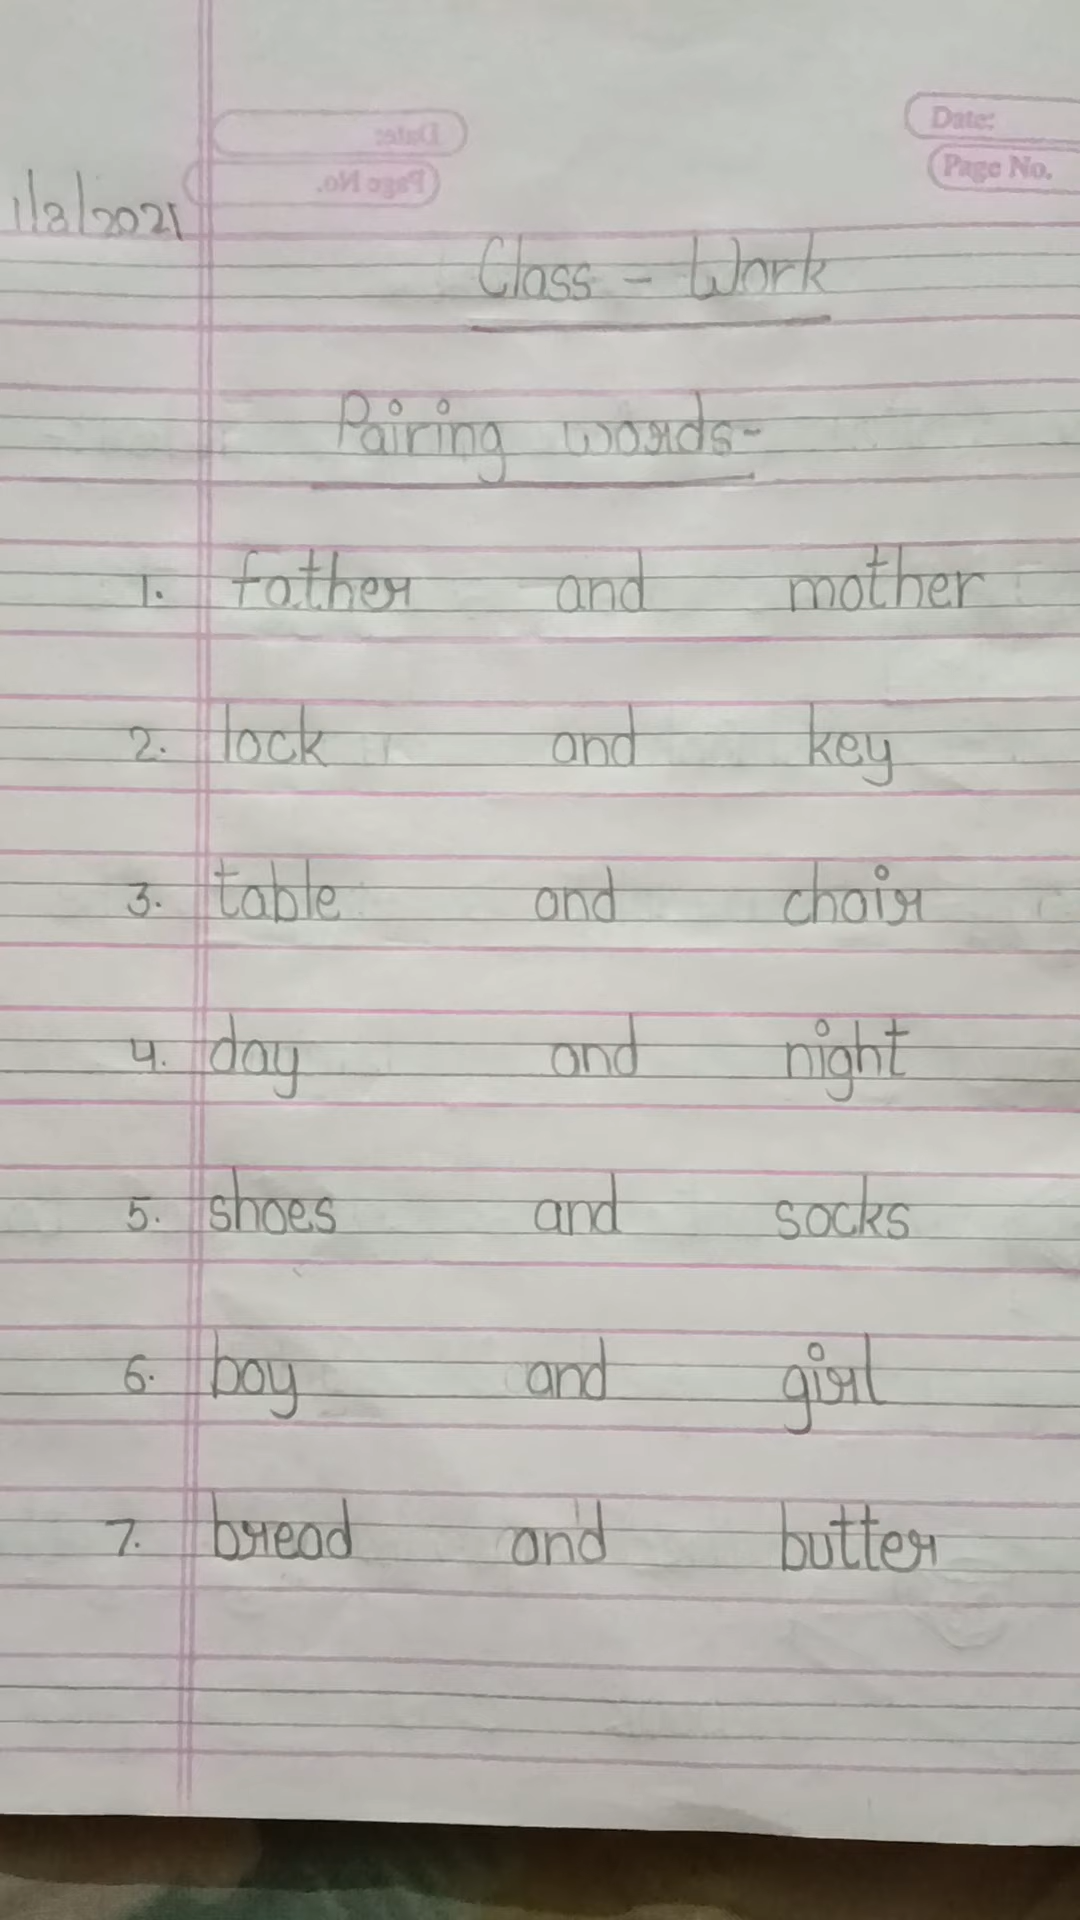 Date:
Page No.
1/3/2021
Class - Work
Pairing words-
1. father and mother
2. lock and key
3. table and chair
4. day and night
5. shoes and socks
6. boy and girl
7. bread and butter